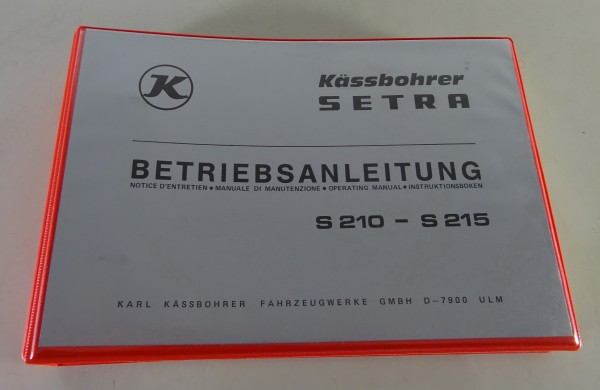 K
Kässbohrer
SETRA
BETRIEBSANLEITUNG
NOTICE D'ENTRETIEN • MANUALE DI MANUTENZIONE • OPERATING MANUAL • INSTRUKTIONSBOKEN
S 210 – S 215
KARL KÄSSBOHRER FAHRZEUGWERKE GMBH D–7900 ULM